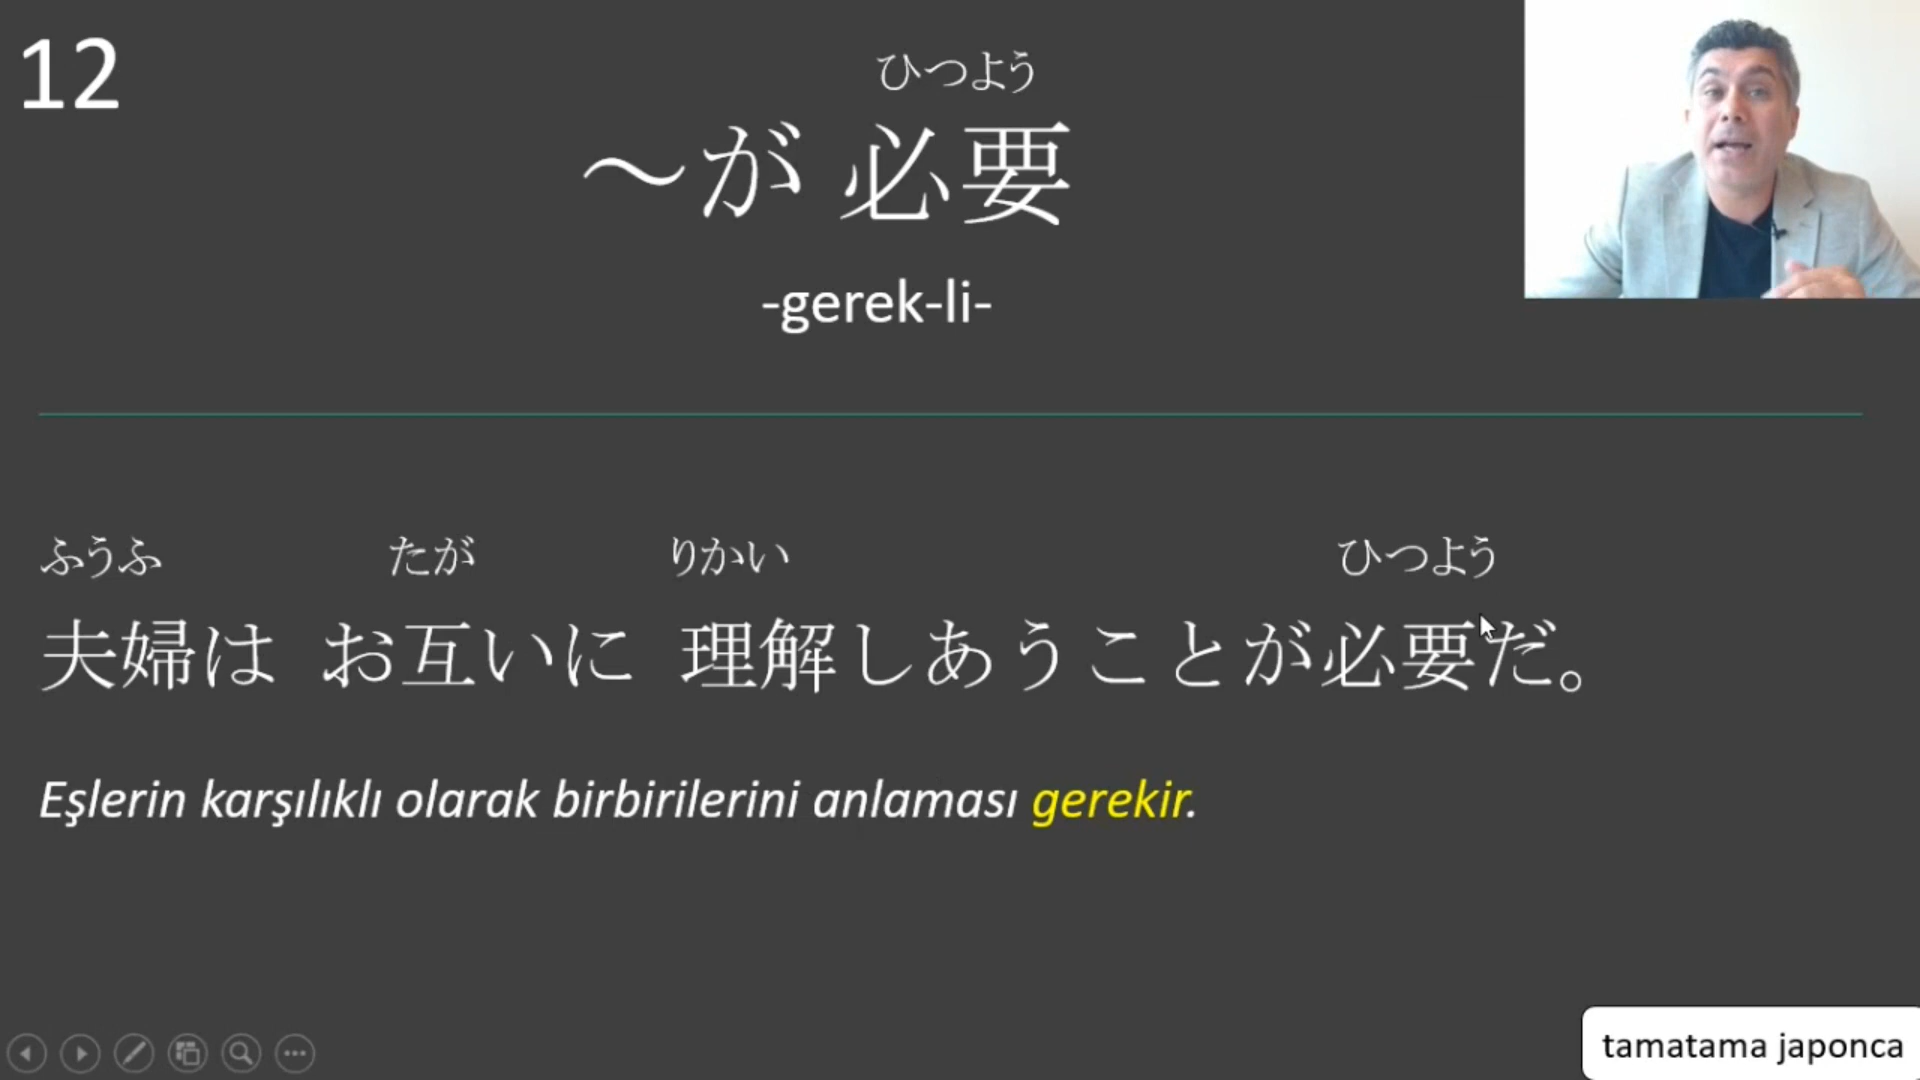 12
ひつよう
～が 必要
-gerek-li-
ふうふ たが りかい ひつよう
夫婦は お互いに 理解しあうことが必要だ。
Eşlerin karşılıklı olarak birbirilerini anlaması gerekir.
tamatama japonca